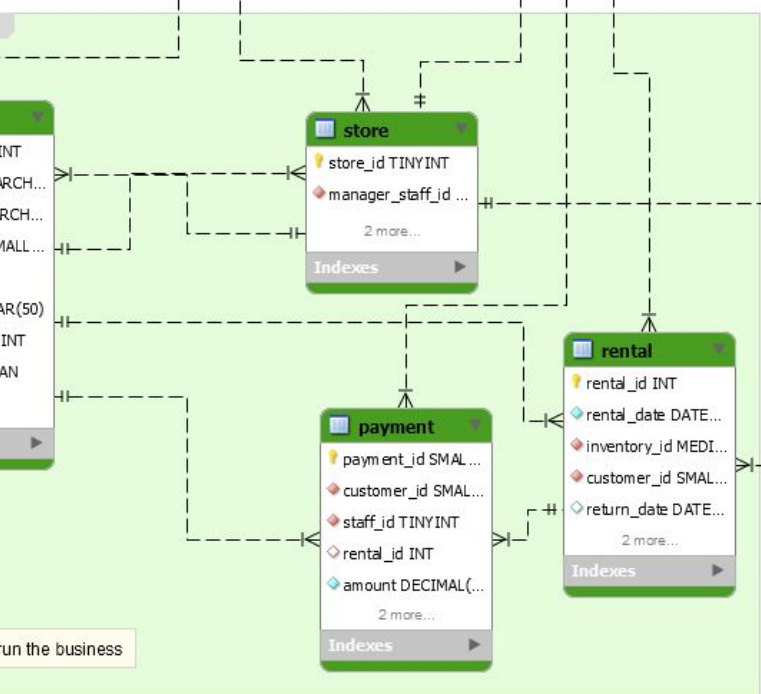 INT
ARCH...
RCH...
MALL...
AR(50)
INT
AN
store
store_id TINYINT
manager_staff_id ...
2 more...
Indexes
payment
payment_id SMAL...
customer_id SMAL...
staff_id TINYINT
rental_id INT
amount DECIMAL(...
2 more...
Indexes
rental
rental_id INT
rental_date DATE...
inventory_id MEDI...
customer_id SMAL...
return_date DATE...
2 more...
Indexes
run the business